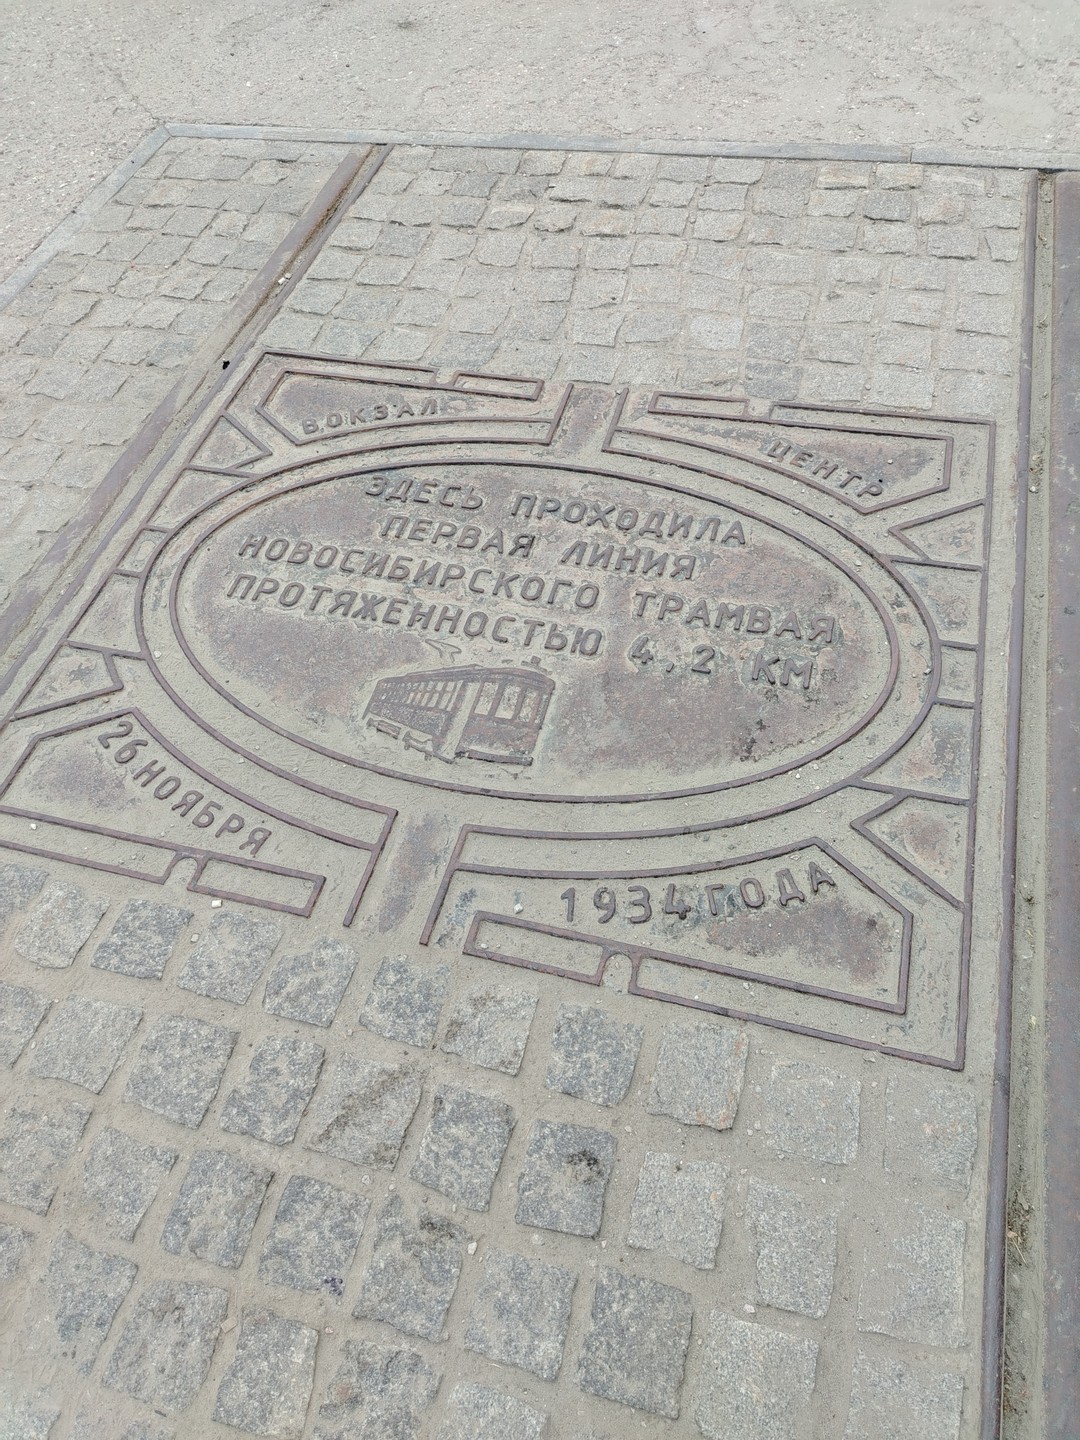 ВОКЗАЛ
ЦЕНТР
ЗДЕСЬ ПРОХОДИЛА
ПЕРВАЯ ЛИНИЯ
НОВОСИБИРСКОГО ТРАМВАЯ
ПРОТЯЖЕННОСТЬЮ 4,2 КМ
26 НОЯБРЯ
1934 ГОДА